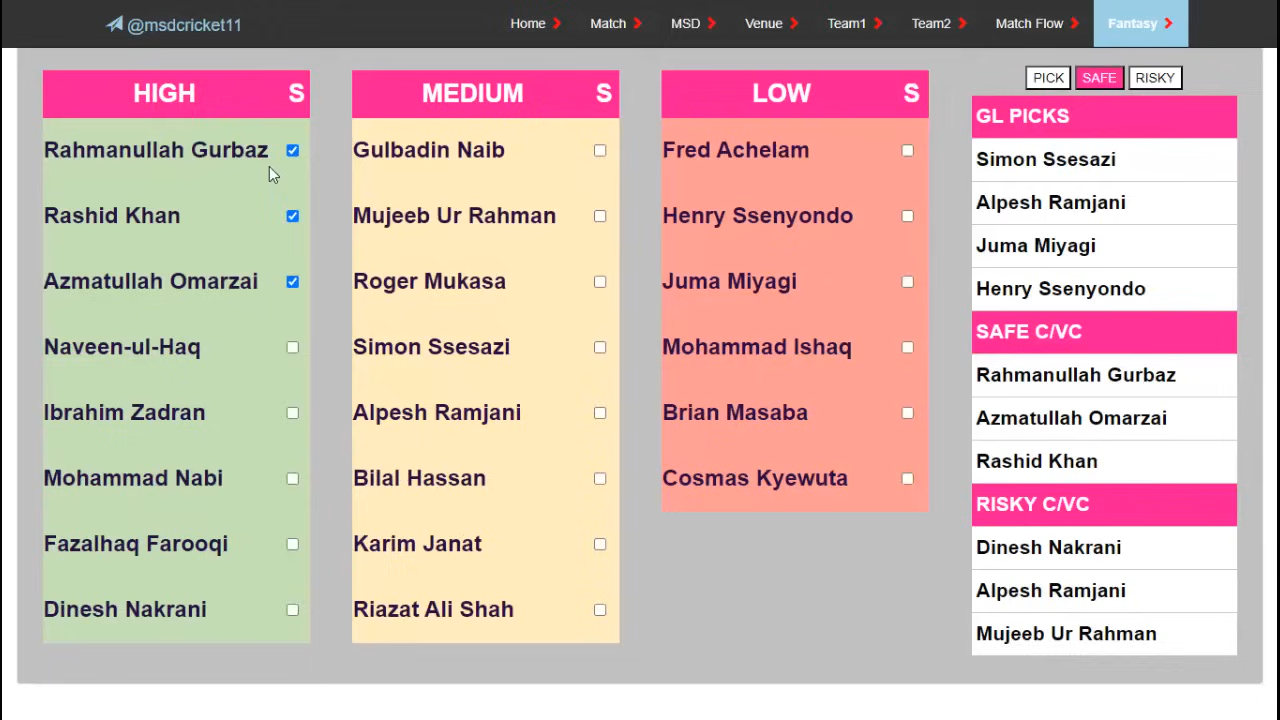 @msdcricket11
Home Match MSD Venue Team1 Team2 Match Flow Fantasy
HIGH S
Rahmanullah Gurbaz
Rashid Khan
Azmatullah Omarzai
Naveen-ul-Haq
Ibrahim Zadran
Mohammad Nabi
Fazalhaq Farooqi
Dinesh Nakrani
MEDIUM S
Gulbadin Naib
Mujeeb Ur Rahman
Roger Mukasa
Simon Ssesazi
Alpesh Ramjani
Bilal Hassan
Karim Janat
Riazat Ali Shah
LOW S
Fred Achelam
Henry Ssenyondo
Juma Miyagi
Mohammad Ishaq
Brian Masaba
Cosmas Kyewuta
PICK SAFE RISKY
GL PICKS
Simon Ssesazi
Alpesh Ramjani
Juma Miyagi
Henry Ssenyondo
SAFE C/VC
Rahmanullah Gurbaz
Azmatullah Omarzai
Rashid Khan
RISKY C/VC
Dinesh Nakrani
Alpesh Ramjani
Mujeeb Ur Rahman